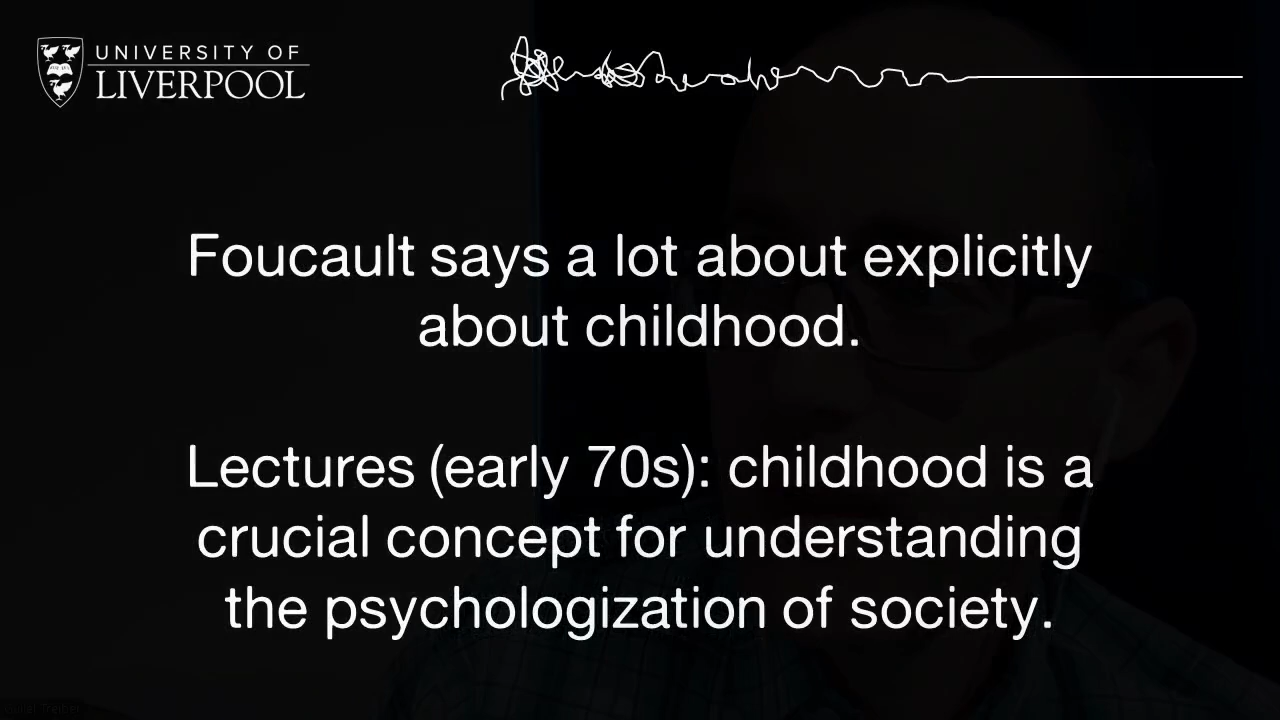 UNIVERSITY OF
LIVERPOOL
Foucault says a lot about explicitly
about childhood.
Lectures (early 70s): childhood is a
crucial concept for understanding
the psychologization of society.